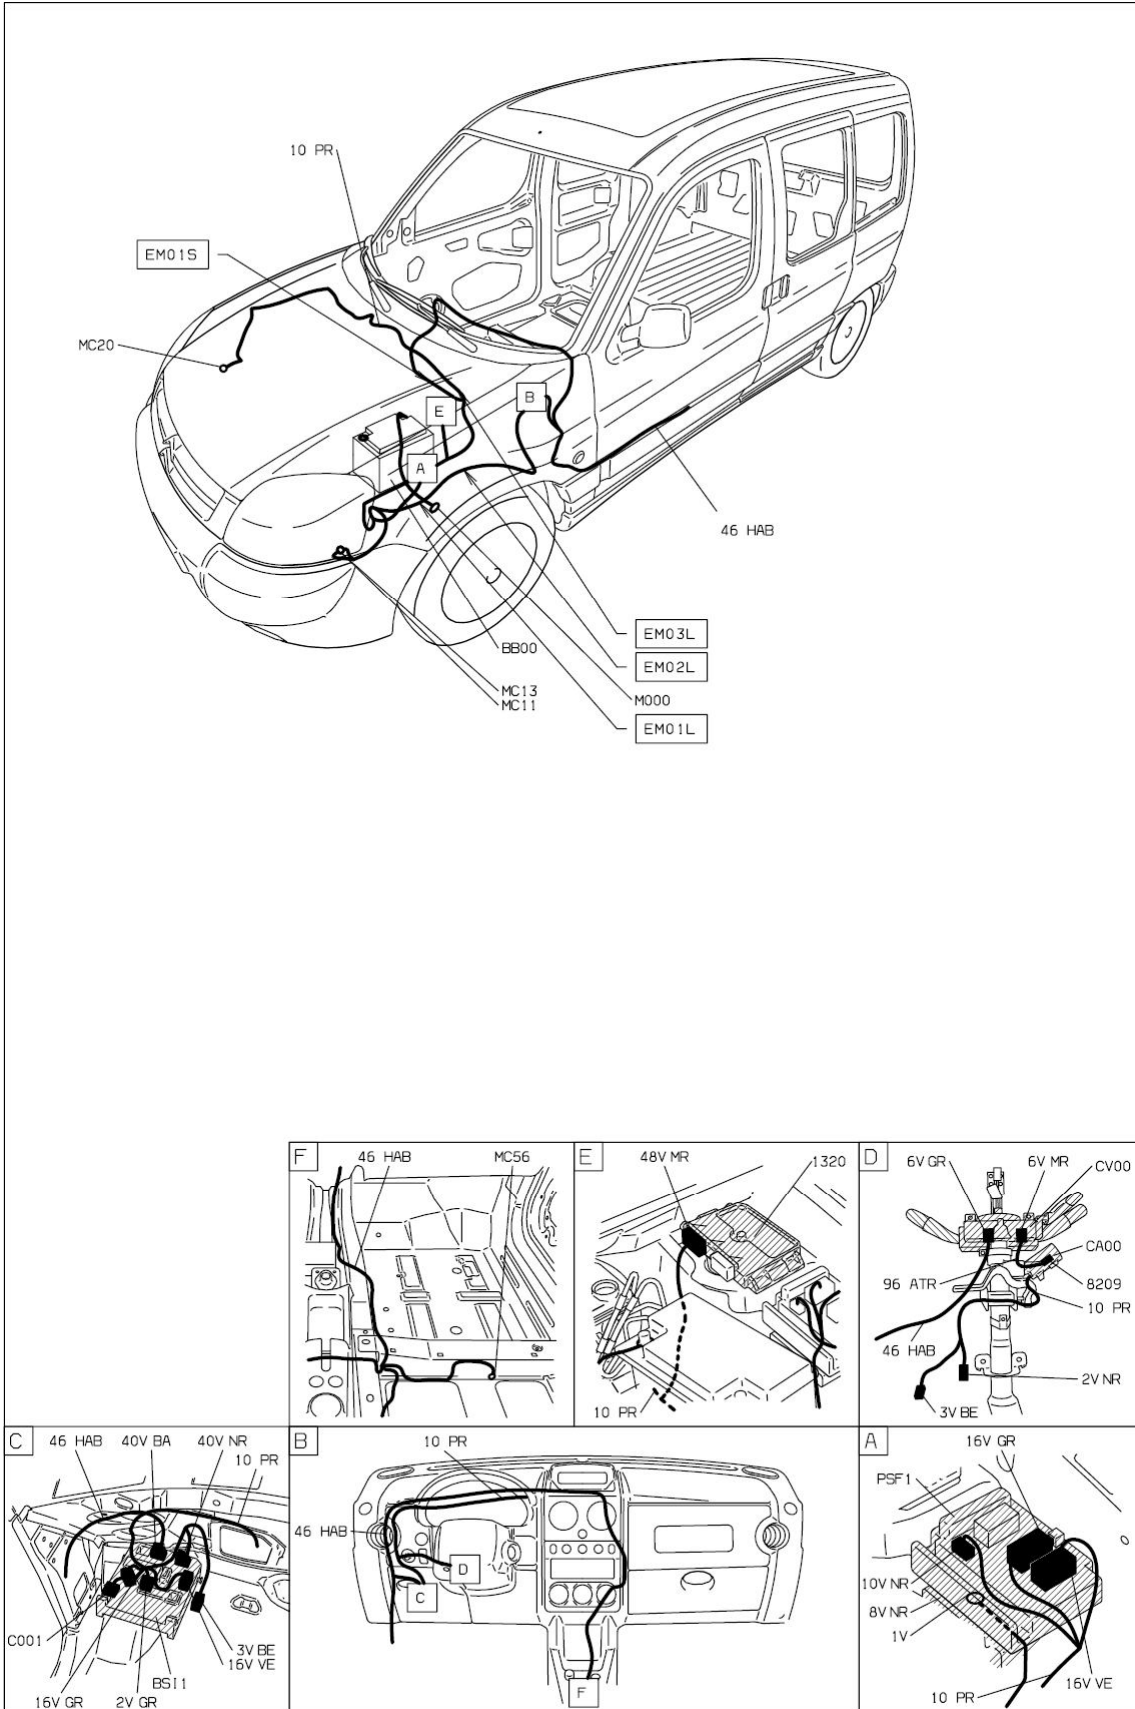 10 PR
EM01S
MC20
E
B
A
46 HAB
EM03L
BB00
EM02L
MC13
M000
MC11
EM01L
F
46 HAB
MC56
E
48V MR
1320
10 PR
D
6V GR
6V MR
CV00
CA00
96 ATR
8209
10 PR
46 HAB
2V NR
3V BE
C
46 HAB
40V BA
40V NR
10 PR
C001
3V BE
16V VE
BSI1
16V GR
2V GR
B
10 PR
46 HAB
D
C
F
A
16V GR
PSF1
10V NR
8V NR
1V
16V VE
10 PR